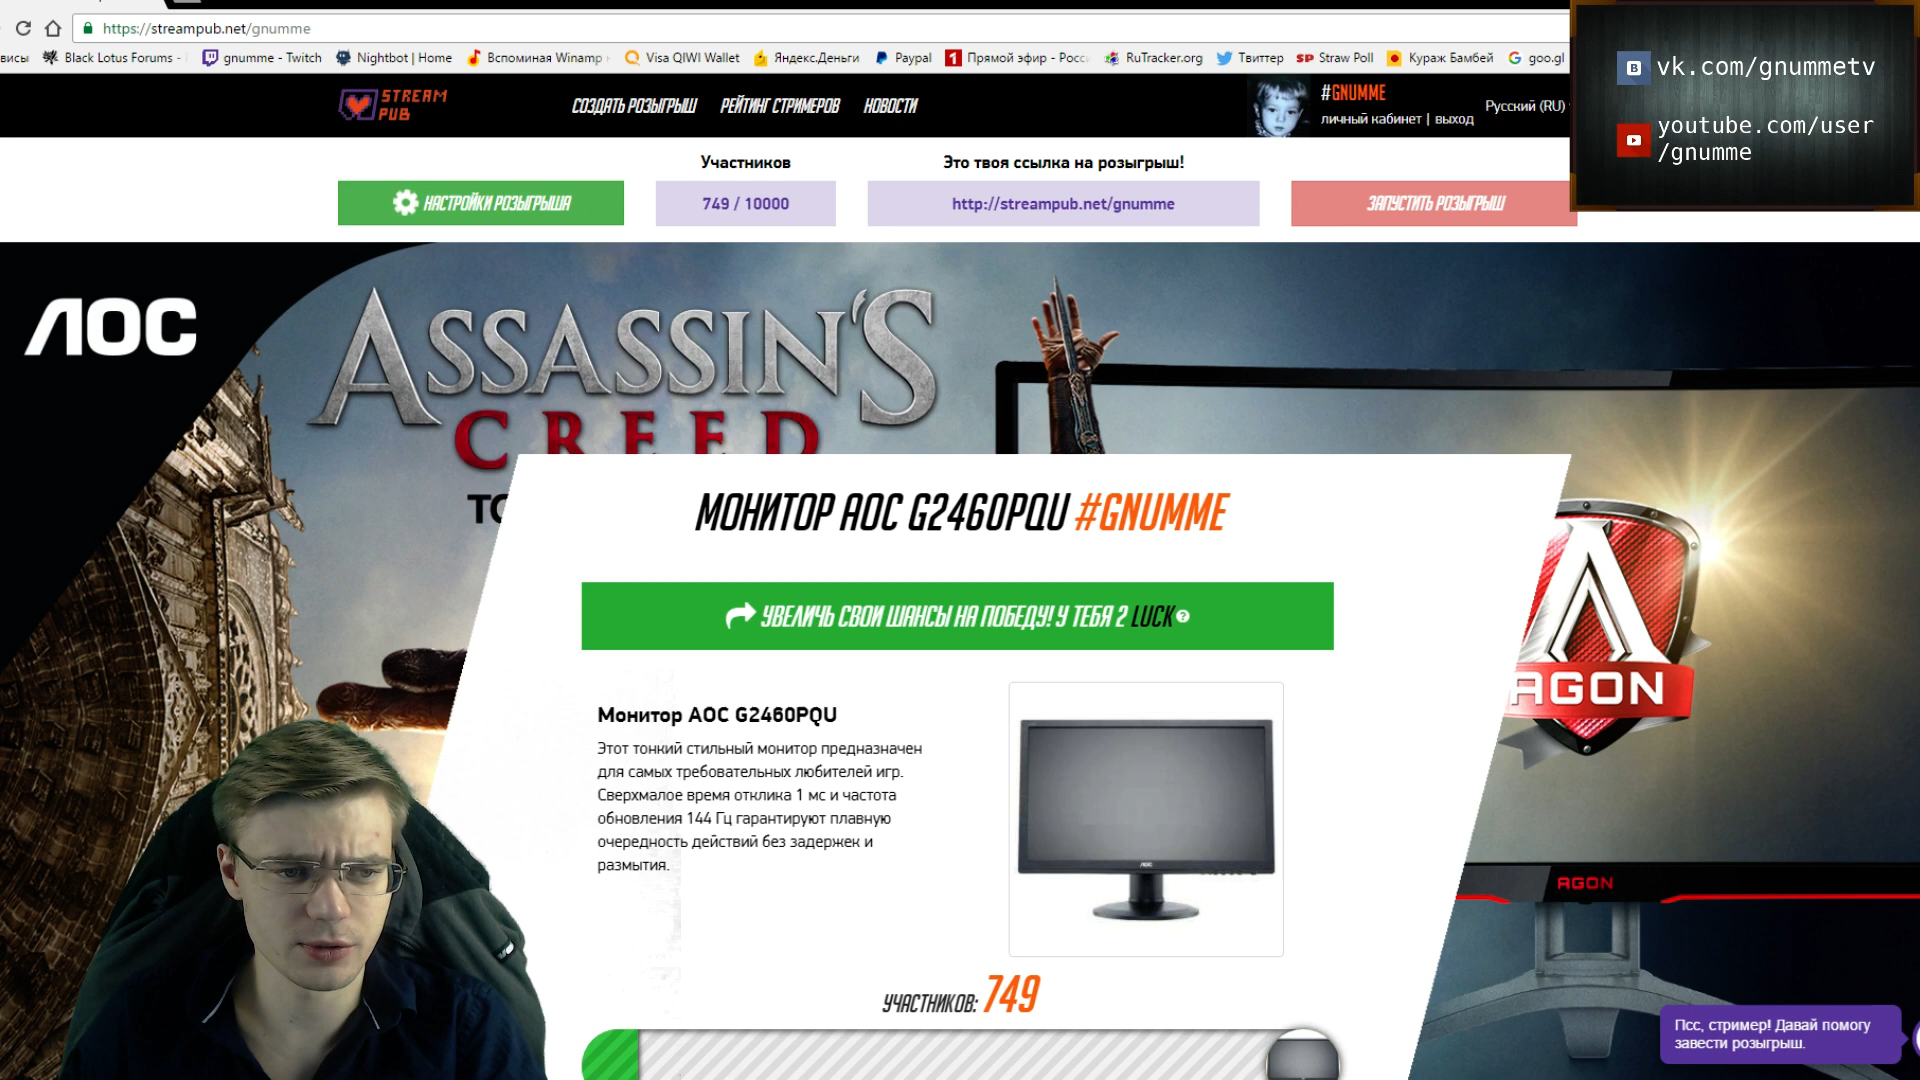 https://streampub.net/gnumme
висы
Black Lotus Forums -
gnumme - Twitch
Nightbot | Home
Вспоминая Winamp
Visa QIWI Wallet
Яндекс.Деньги
Paypal
Прямой эфир - Росс
RuTracker.org
Твиттер
Straw Poll
Кураж Бамбей
goo.gl
vk.com/gnummetv
youtube.com/user
/gnumme
STREAM
PUB
СОЗДАТЬ РОЗЫГРЫШ
РЕЙТИНГ СТРИМЕРОВ
НОВОСТИ
#GNUMME
личный кабинет | выход
Русский (RU)
Участников
Это твоя ссылка на розыгрыш!
НАСТРОЙКИ РОЗЫГРЫША
749 / 10000
http://streampub.net/gnumme
ЗАПУСТИТЬ РОЗЫГРЫШ
AOC
ASSASSIN'S
CREED
МОНИТОР AOC G2460PQU #GNUMME
УВЕЛИЧЬ СВОИ ШАНСЫ НА ПОБЕДУ! У ТЕБЯ 2 LUCK ?
AGON
Монитор AOC G2460PQU
Этот тонкий стильный монитор предназначен
для самых требовательных любителей игр.
Сверхмалое время отклика 1 мс и частота
обновления 144 Гц гарантируют плавную
очередность действий без задержек и
размытия.
AOC
AGON
УЧАСТНИКОВ: 749
Псс, стример! Давай помогу
завести розыгрыш.